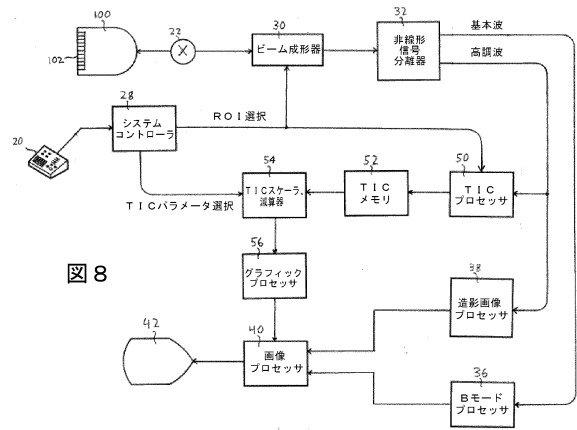 100
102
22
X
30
ビーム成形器
32
非線形
信号
分離器
基本波
高調波
20
28
システム
コントローラ
ROI選択
TICパラメータ選択
54
TICスケーラ、
減算器
52
TIC
メモリ
50
TIC
プロセッサ
56
グラフィック
プロセッサ
図8
38
造影画像
プロセッサ
42
40
画像
プロセッサ
36
Bモード
プロセッサ